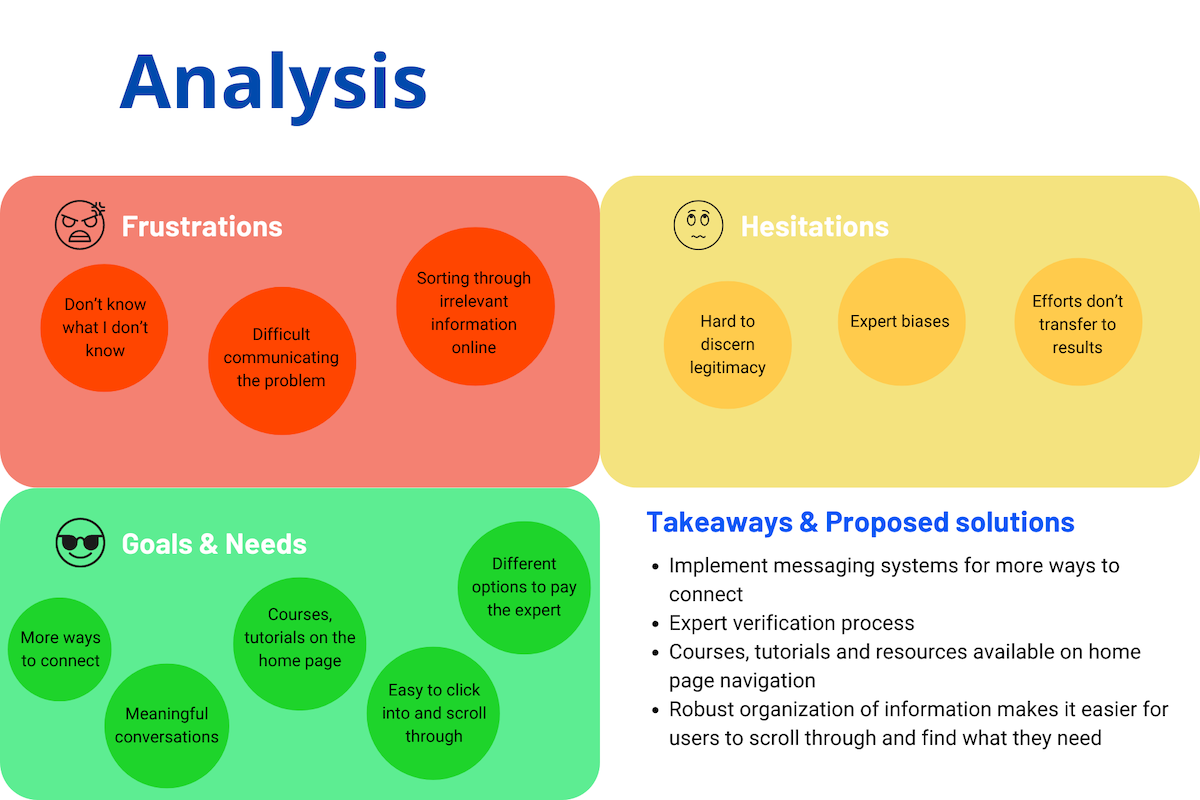 Analysis
Frustrations
Don’t know
what I don’t
know
Difficult
communicating
the problem
Sorting through
irrelevant
information
online
Hesitations
Hard to
discern
legitimacy
Expert biases
Efforts don’t
transfer to
results
Goals & Needs
More ways
to connect
Meaningful
conversations
Courses,
tutorials on the
home page
Easy to click
into and scroll
through
Different
options to pay
the expert
Takeaways & Proposed solutions
• Implement messaging systems for more ways to
connect
• Expert verification process
• Courses, tutorials and resources available on home
page navigation
• Robust organization of information makes it easier for
users to scroll through and find what they need